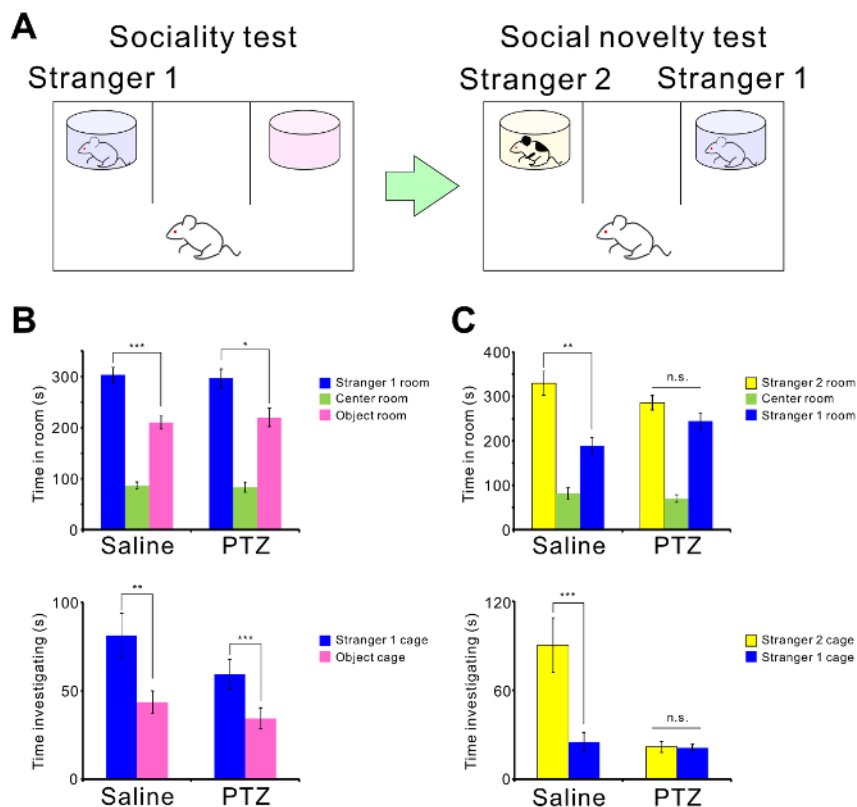 A
Sociality test
Social novelty test
Stranger 1
Stranger 2
Stranger 1
B
Time in room (s)
300
200
100
0
***
*
Saline
PTZ
Stranger 1 room
Center room
Object room
Time investigating (s)
100
50
0
**
***
Saline
PTZ
Stranger 1 cage
Object cage
C
Time in room (s)
400
300
200
100
0
**
n.s.
Saline
PTZ
Stranger 2 room
Center room
Stranger 1 room
Time investigating (s)
120
60
0
***
n.s.
Saline
PTZ
Stranger 2 cage
Stranger 1 cage